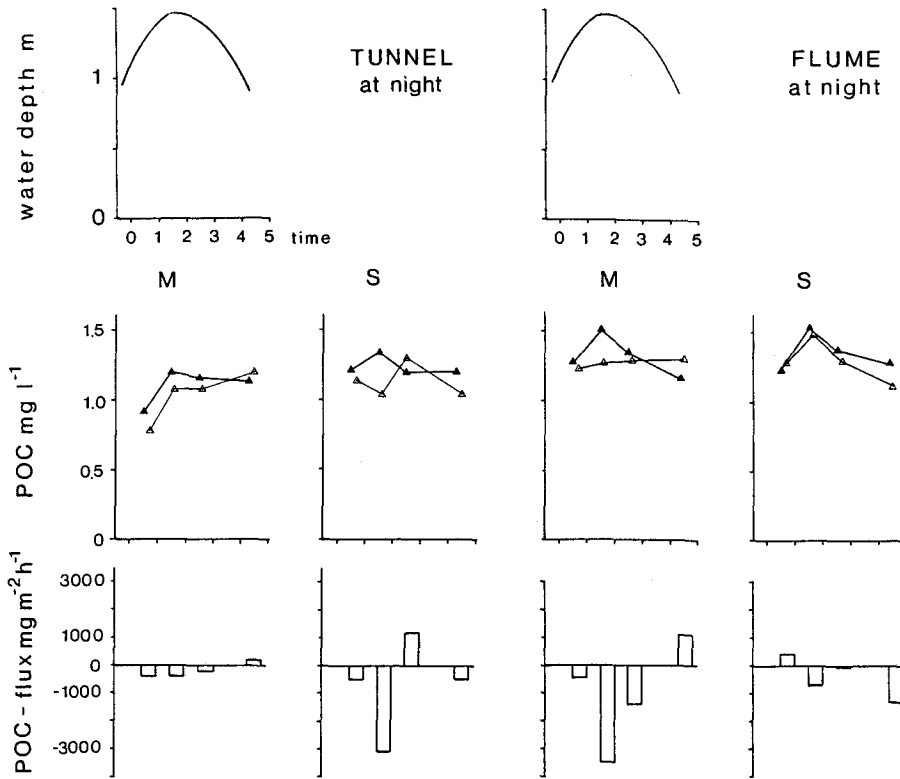 water depth m
1
0
0 1 2 3 4 5 time
TUNNEL
at night
0 1 2 3 4 5
FLUME
at night
M
S
M
S
POC mg l⁻¹
1.5
1.0
0.5
0
POC - flux mg m⁻² h⁻¹
3000
1000
0
-1000
-3000